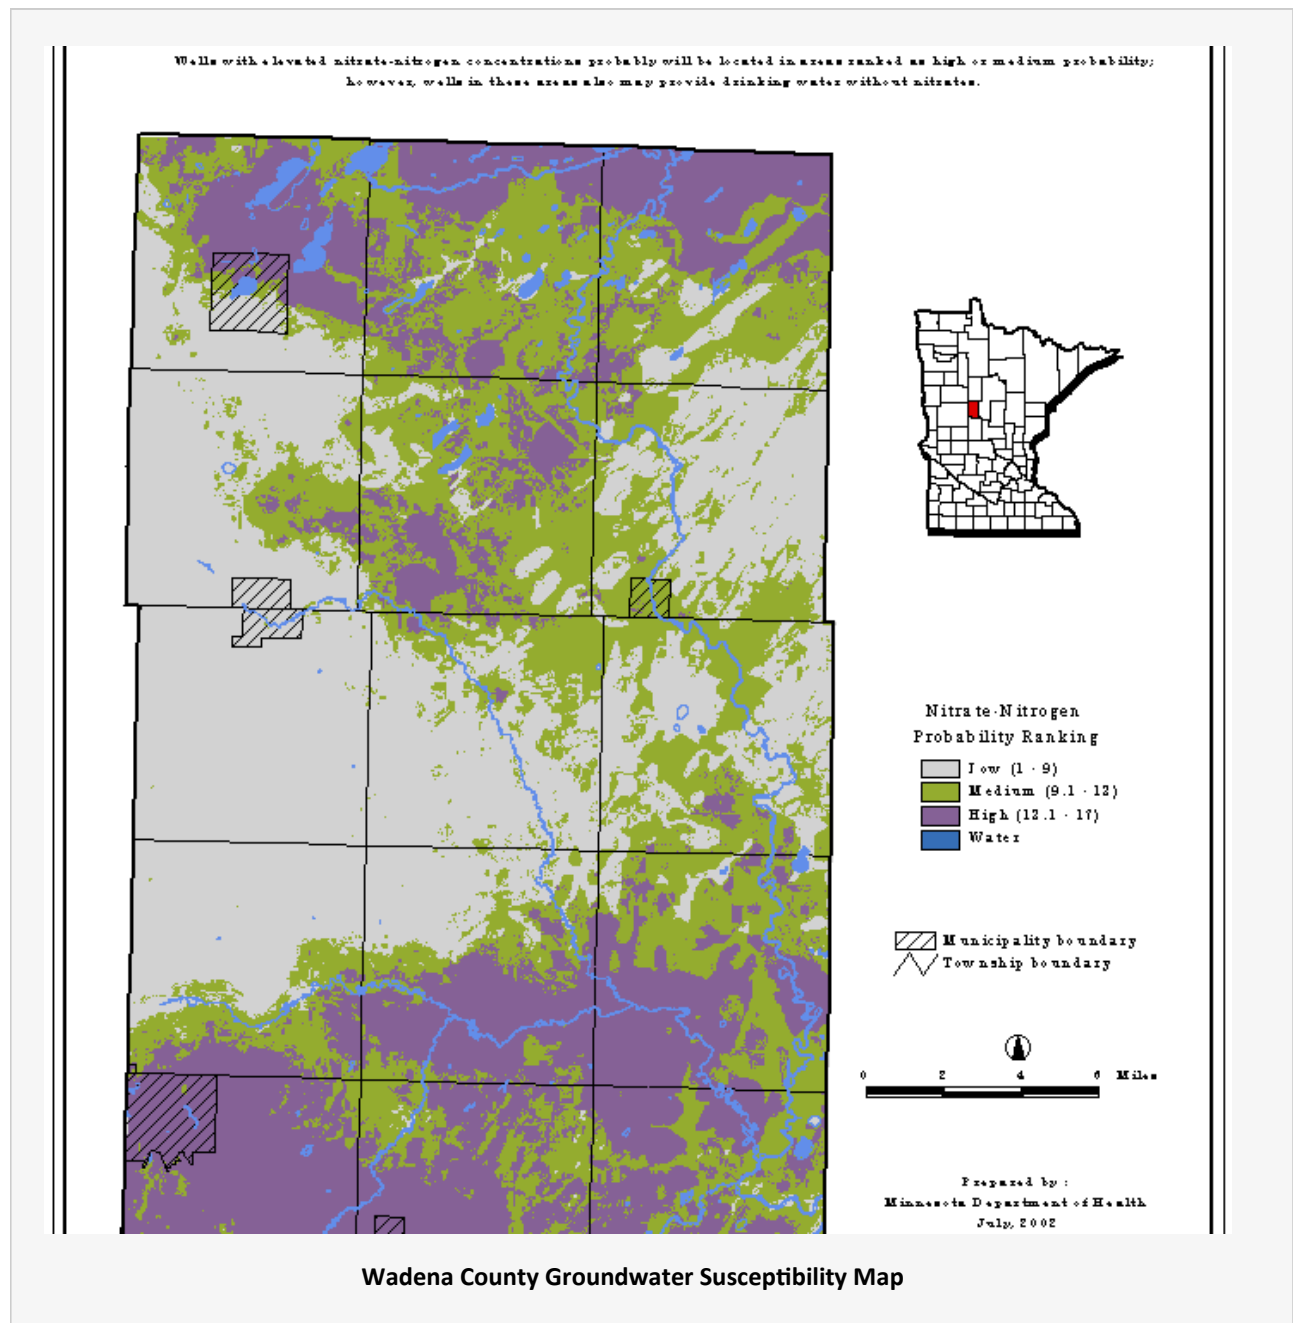 Wells with elevated nitrate-nitrogen concentrations probably will be located in areas ranked as high or medium probability;
however, wells in these areas also may provide drinking water without nitrates.
Nitrate-Nitrogen
Probability Ranking
Low (1 - 9)
Medium (9.1 - 12)
High (12.1 - 17)
Water
Municipality boundary
Township boundary
0 2 4 6 Miles
Prepared by :
Minnesota Department of Health
July, 2002
Wadena County Groundwater Susceptibility Map